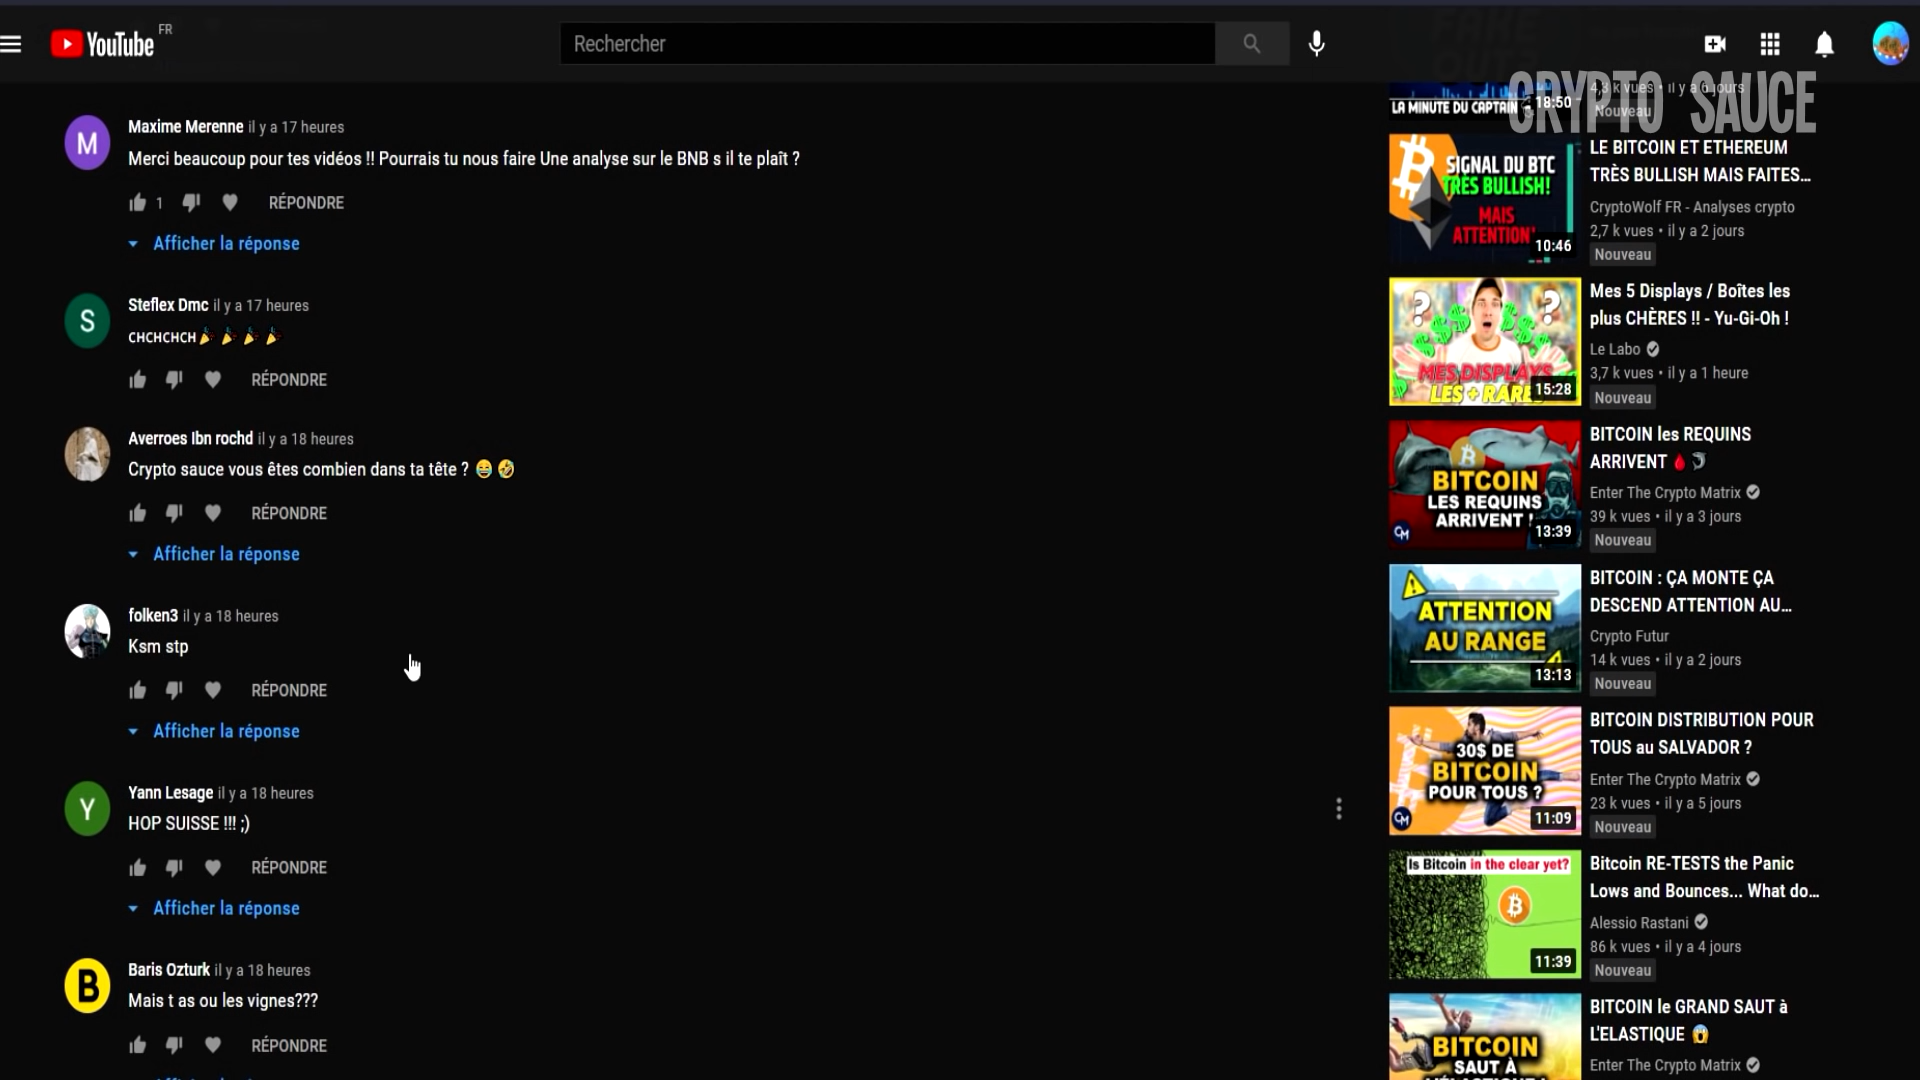 YouTube FR
Rechercher
CRYPTO SAUCE
M
Maxime Merenne il y a 17 heures
Merci beaucoup pour tes vidéos !! Pourrais tu nous faire Une analyse sur le BNB s il te plaît ?
1 RÉPONDRE
Afficher la réponse
S
Steflex Dmc il y a 17 heures
CHCHCHCH🎉 🎉 🎉 🎉
RÉPONDRE
Averroes Ibn rochd il y a 18 heures
Crypto sauce vous êtes combien dans ta tête ? 😂 🤣
RÉPONDRE
Afficher la réponse
folken3 il y a 18 heures
Ksm stp
RÉPONDRE
Afficher la réponse
Y
Yann Lesage il y a 18 heures
HOP SUISSE !!! ;)
RÉPONDRE
Afficher la réponse
B
Baris Ozturk il y a 18 heures
Mais t as ou les vignes???
RÉPONDRE
LA MINUTE DU CAPTAIN
18:50
4,3 k vues • il y a 6 jours
Nouveau
SIGNAL DU BTC
TRÈS BULLISH!
MAIS
ATTENTION!
10:46
LE BITCOIN ET ETHEREUM
TRÈS BULLISH MAIS FAITES...
CryptoWolf FR - Analyses crypto
2,7 k vues • il y a 2 jours
Nouveau
MES DISPLAYS
LES + RARE
15:28
Mes 5 Displays / Boîtes les
plus CHÈRES !! - Yu-Gi-Oh !
Le Labo
3,7 k vues • il y a 1 heure
Nouveau
BITCOIN
LES REQUINS
ARRIVENT !
CM
13:39
BITCOIN les REQUINS
ARRIVENT 🩸🦈
Enter The Crypto Matrix
39 k vues • il y a 3 jours
Nouveau
ATTENTION
AU RANGE
13:13
BITCOIN : ÇA MONTE ÇA
DESCEND ATTENTION AU...
Crypto Futur
14 k vues • il y a 2 jours
Nouveau
30$ DE
BITCOIN
POUR TOUS ?
CM
11:09
BITCOIN DISTRIBUTION POUR
TOUS au SALVADOR ?
Enter The Crypto Matrix
23 k vues • il y a 5 jours
Nouveau
Is Bitcoin in the clear yet?
11:39
Bitcoin RE-TESTS the Panic
Lows and Bounces... What do...
Alessio Rastani
86 k vues • il y a 4 jours
Nouveau
BITCOIN
SAUT À
BITCOIN le GRAND SAUT à
L'ELASTIQUE 😱
Enter The Crypto Matrix